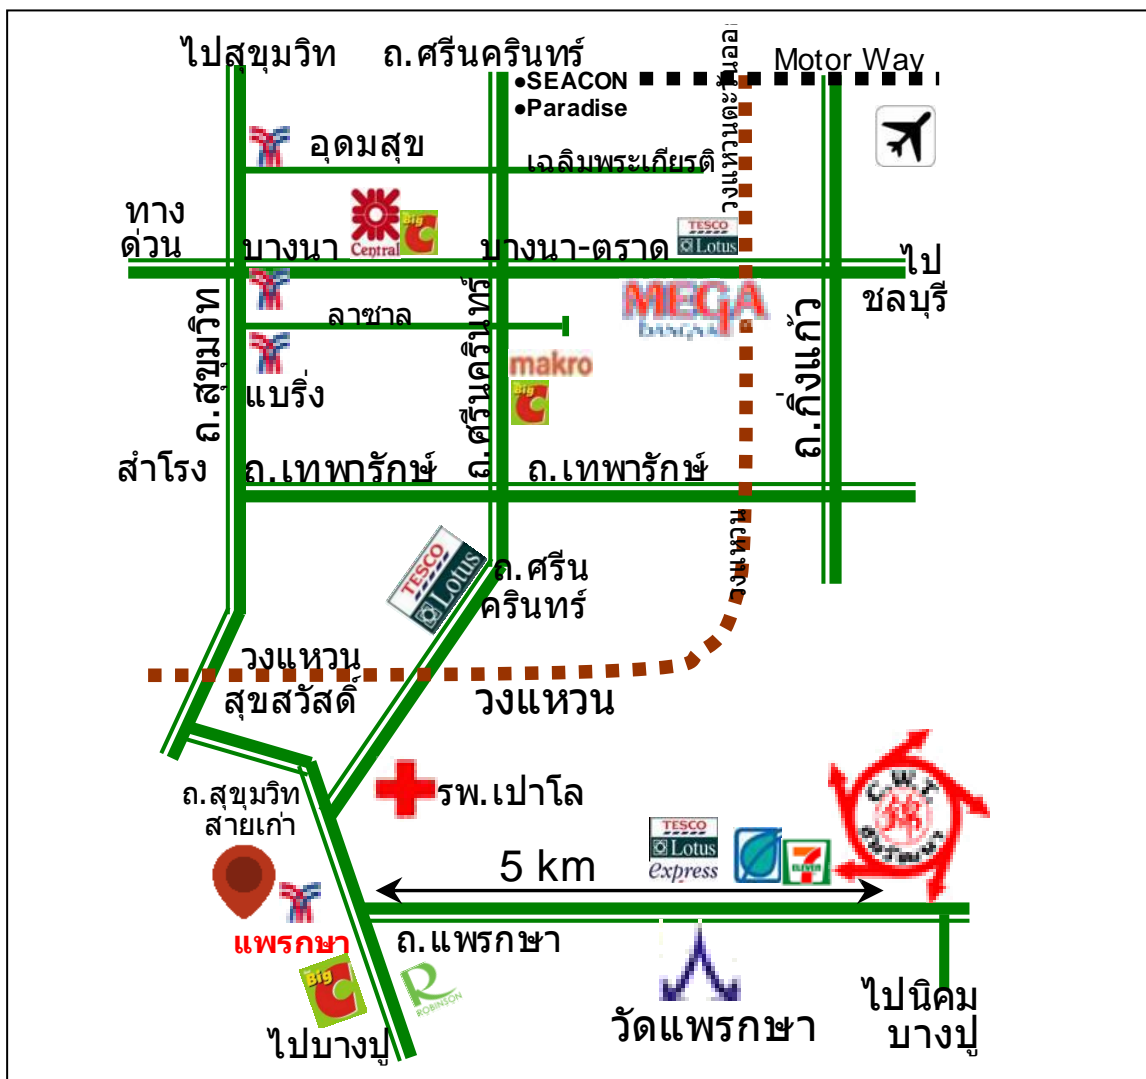 ไปสุขุมวิท
ถ.ศรีนครินทร์
Motor Way
•SEACON
•Paradise
อุดมสุข
เฉลิมพระเกียรติ
ทาง
ด่วน
Central
Big
C
บางนา
บางนา-ตราด
TESCO
Lotus
ไป
ชลบุรี
MEGA
BANGNA
ถ.สุขุมวิท
ลาซาล
ถ.ศรีนครินทร์
makro
Big
C
แบริ่ง
ถ.กิ่งแก้ว
สำโรง
ถ.เทพารักษ์
ถ.เทพารักษ์
วงแหวน
TESCO
Lotus
ถ.ศรีน
ครินทร์
วงแหวน
สุขสวัสดิ์
วงแหวน
รพ.เปาโล
ถ.สุขุมวิท
สายเก่า
C.W.T.
錦
TESCO
Lotus
express
7
ELEVEN
5 km
แพรกษา
ถ.แพรกษา
Big
C
R
ROBINSON
วัดแพรกษา
ไปนิคม
บางปู
ไปบางปู